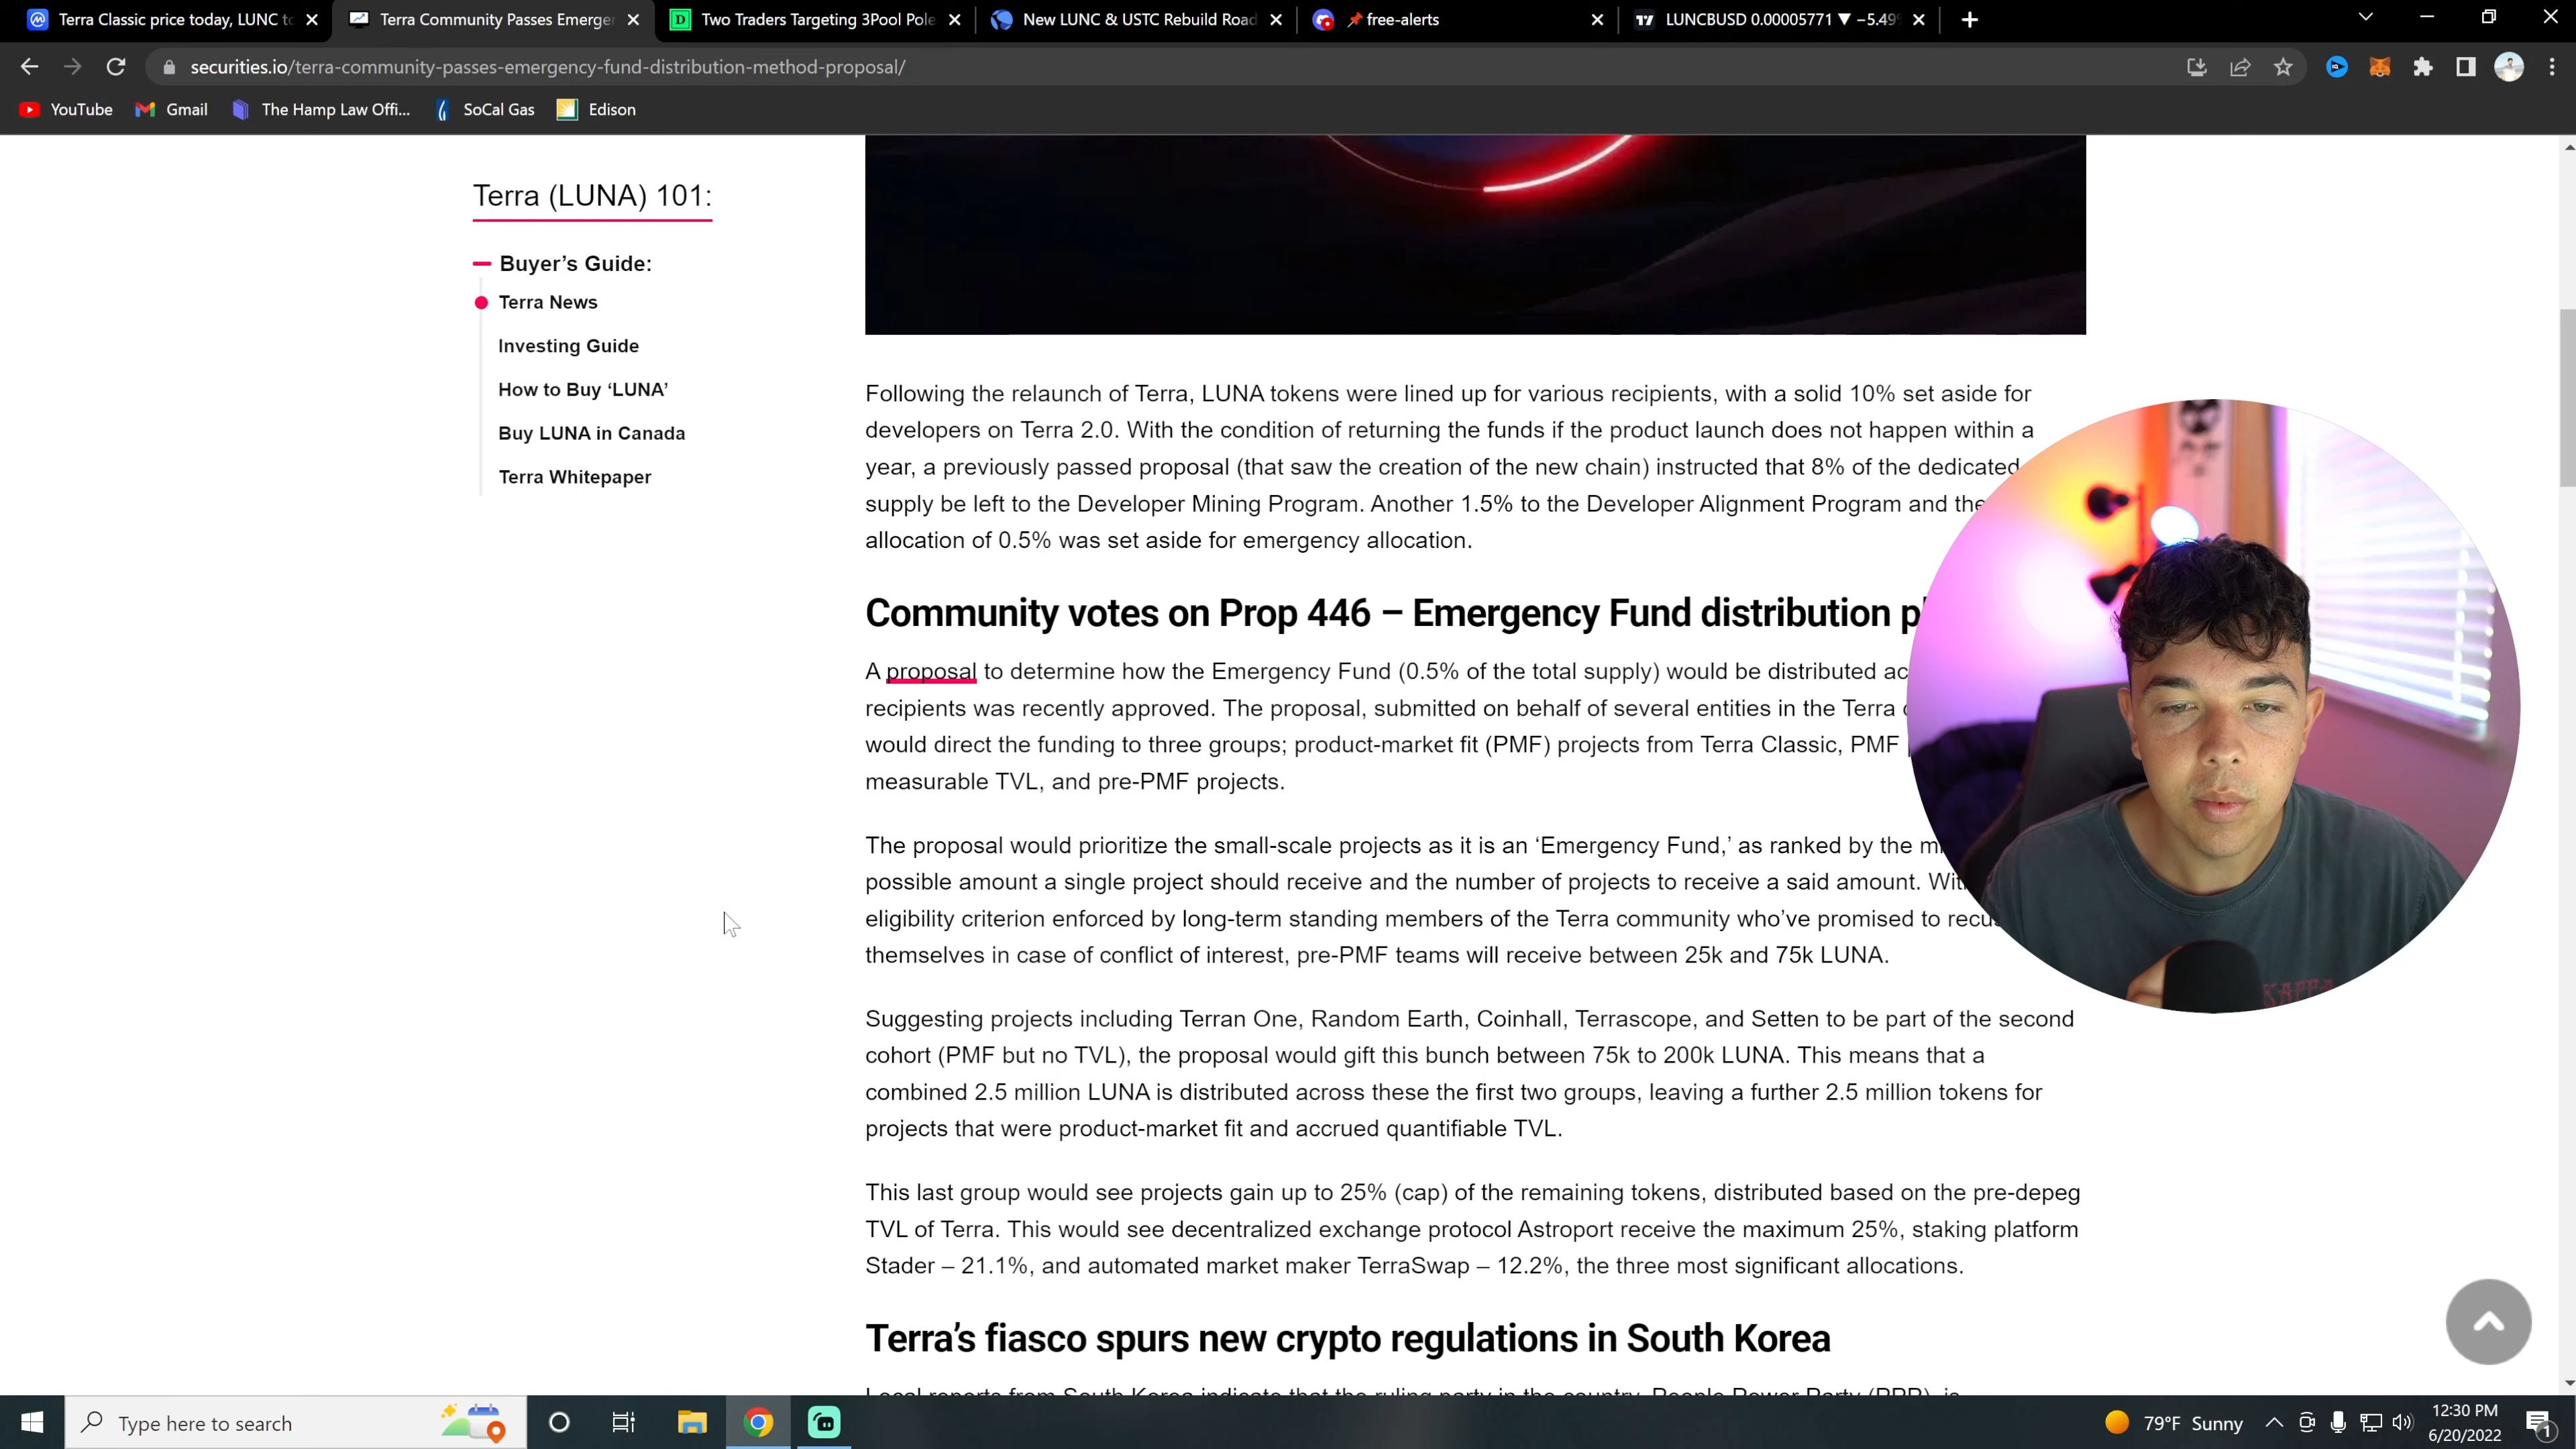 Terra Classic price today, LUNC to
Terra Community Passes Emerger
Two Traders Targeting 3Pool Pole
New LUNC & USTC Rebuild Road
free-alerts
LUNCBUSD 0.00005771 ▼ −5.49%
securities.io/terra-community-passes-emergency-fund-distribution-method-proposal/
YouTube
Gmail
The Hamp Law Offi...
SoCal Gas
Edison
Terra (LUNA) 101:
Buyer’s Guide:
Terra News
Investing Guide
How to Buy ‘LUNA’
Buy LUNA in Canada
Terra Whitepaper
Following the relaunch of Terra, LUNA tokens were lined up for various recipients, with a solid 10% set aside for
developers on Terra 2.0. With the condition of returning the funds if the product launch does not happen within a
year, a previously passed proposal (that saw the creation of the new chain) instructed that 8% of the dedicated
supply be left to the Developer Mining Program. Another 1.5% to the Developer Alignment Program and the
allocation of 0.5% was set aside for emergency allocation.
Community votes on Prop 446 – Emergency Fund distribution
A proposal to determine how the Emergency Fund (0.5% of the total supply) would be distributed
recipients was recently approved. The proposal, submitted on behalf of several entities in the Terra
would direct the funding to three groups; product-market fit (PMF) projects from Terra Classic, PMF
measurable TVL, and pre-PMF projects.
The proposal would prioritize the small-scale projects as it is an ‘Emergency Fund,’ as ranked by the
possible amount a single project should receive and the number of projects to receive a said amount.
eligibility criterion enforced by long-term standing members of the Terra community who’ve promised to
themselves in case of conflict of interest, pre-PMF teams will receive between 25k and 75k LUNA.
Suggesting projects including Terran One, Random Earth, Coinhall, Terrascope, and Setten to be part of the second
cohort (PMF but no TVL), the proposal would gift this bunch between 75k to 200k LUNA. This means that a
combined 2.5 million LUNA is distributed across these the first two groups, leaving a further 2.5 million tokens for
projects that were product-market fit and accrued quantifiable TVL.
This last group would see projects gain up to 25% (cap) of the remaining tokens, distributed based on the pre-depeg
TVL of Terra. This would see decentralized exchange protocol Astroport receive the maximum 25%, staking platform
Stader – 21.1%, and automated market maker TerraSwap – 12.2%, the three most significant allocations.
Terra’s fiasco spurs new crypto regulations in South Korea
Local reports from South Korea indicate that the ruling party in the country, People Power Party (PPP), is
Type here to search
79°F Sunny
12:30 PM
6/20/2022
1